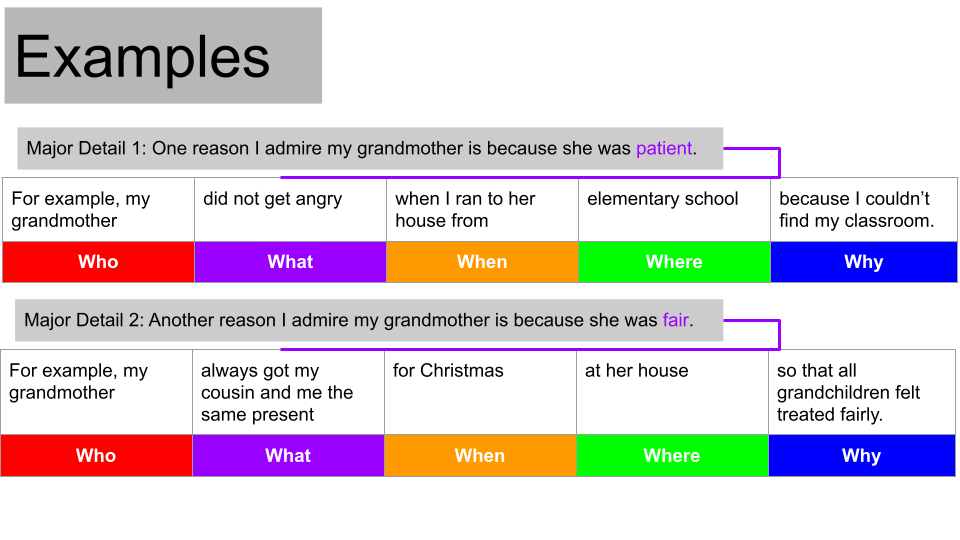 Examples
Major Detail 1: One reason I admire my grandmother is because she was patient.
For example, my
grandmother
did not get angry
when I ran to her
house from
elementary school
because I couldn’t
find my classroom.
Who
What
When
Where
Why
Major Detail 2: Another reason I admire my grandmother is because she was fair.
For example, my
grandmother
always got my
cousin and me the
same present
for Christmas
at her house
so that all
grandchildren felt
treated fairly.
Who
What
When
Where
Why